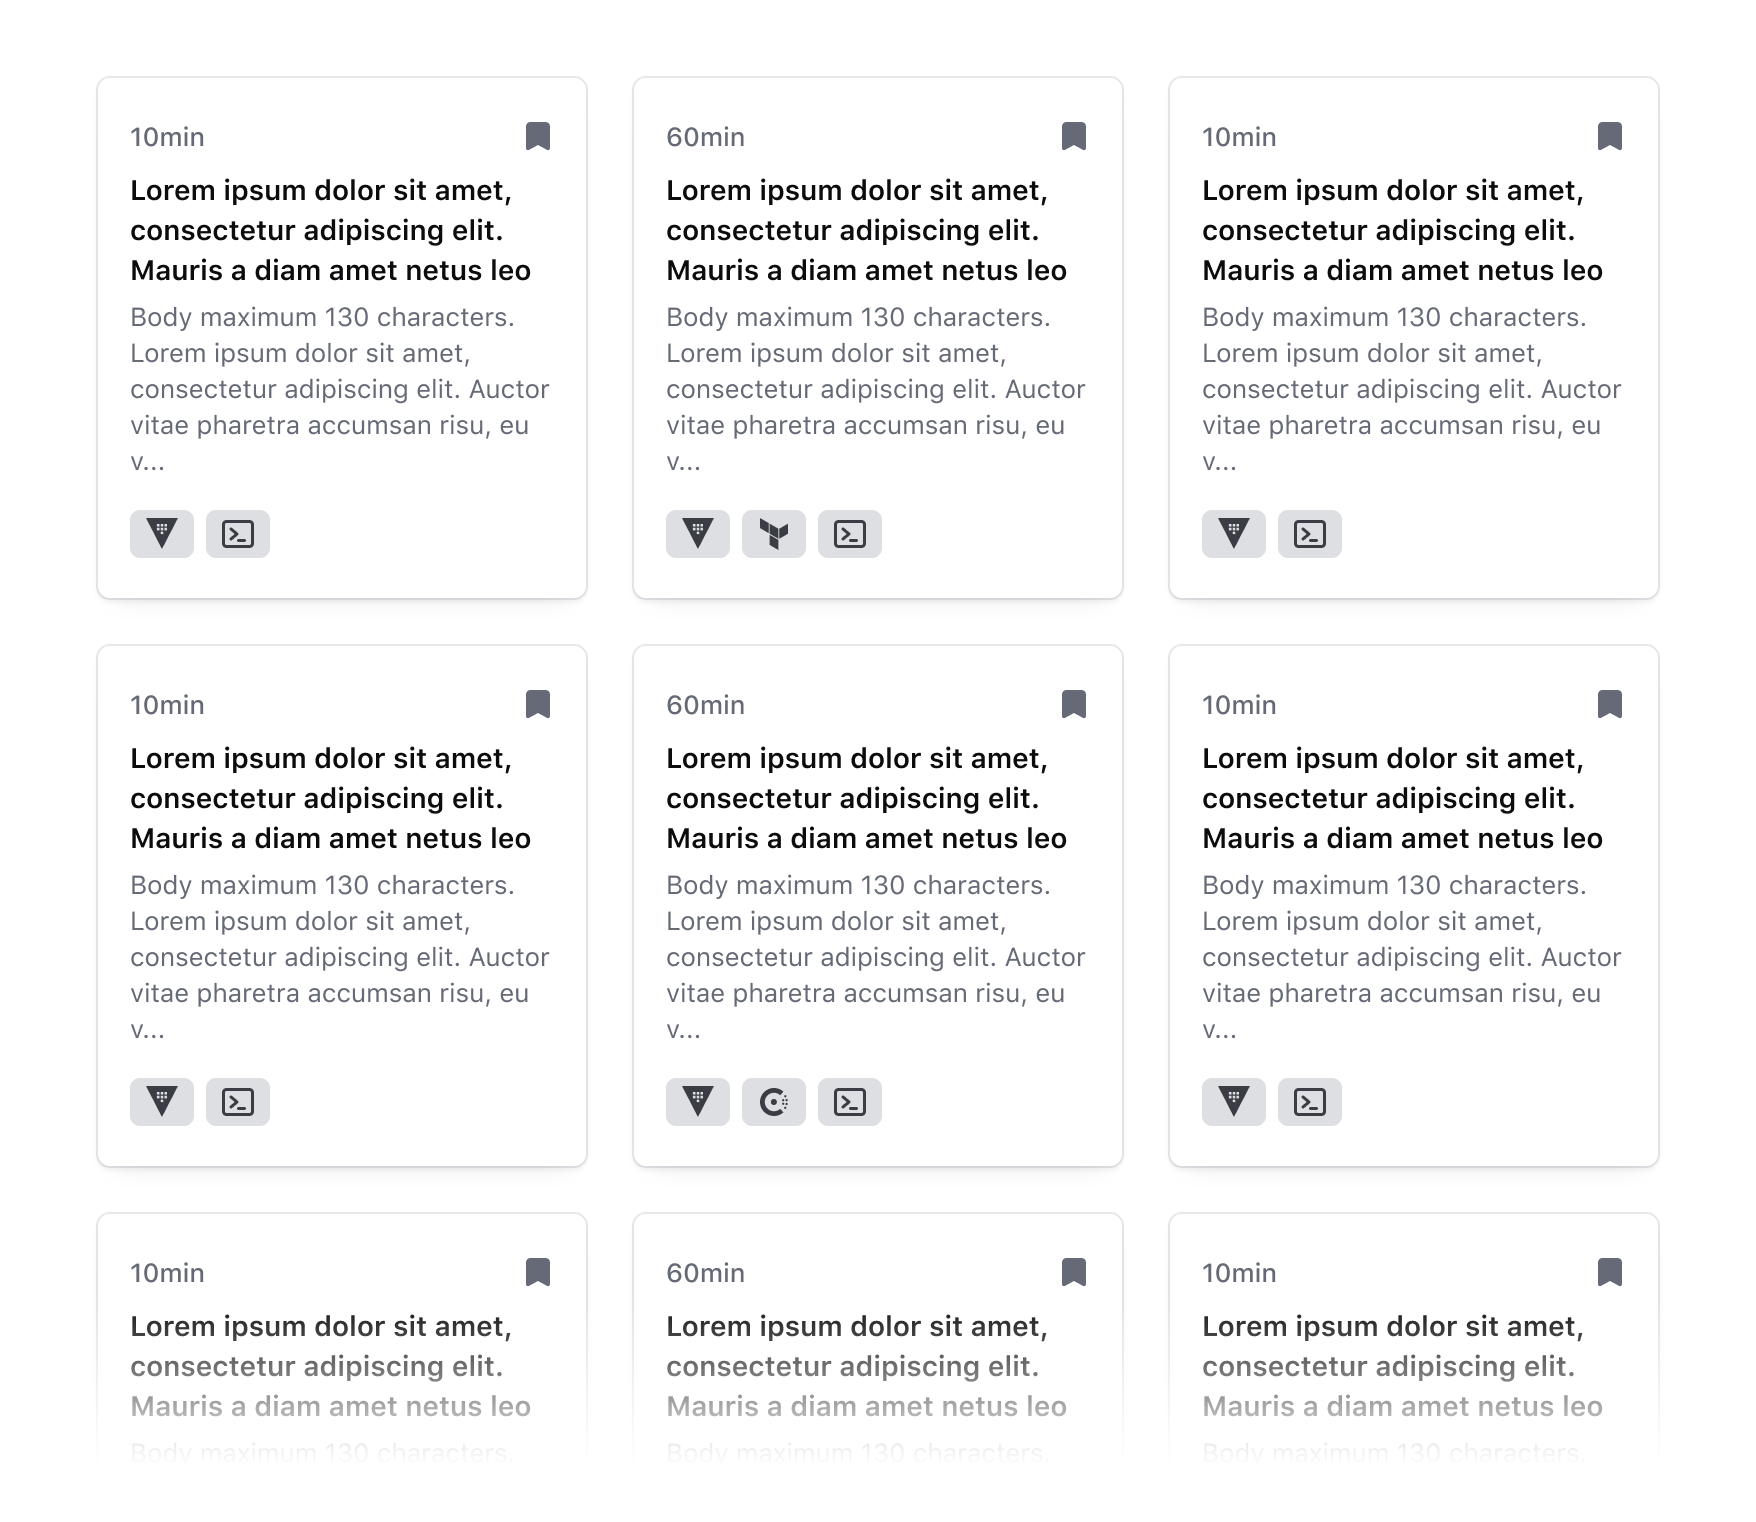 10min
Lorem ipsum dolor sit amet,
consectetur adipiscing elit.
Mauris a diam amet netus leo
Body maximum 130 characters.
Lorem ipsum dolor sit amet,
consectetur adipiscing elit. Auctor
vitae pharetra accumsan risu, eu
v...
60min
Lorem ipsum dolor sit amet,
consectetur adipiscing elit.
Mauris a diam amet netus leo
Body maximum 130 characters.
Lorem ipsum dolor sit amet,
consectetur adipiscing elit. Auctor
vitae pharetra accumsan risu, eu
v...
10min
Lorem ipsum dolor sit amet,
consectetur adipiscing elit.
Mauris a diam amet netus leo
Body maximum 130 characters.
Lorem ipsum dolor sit amet,
consectetur adipiscing elit. Auctor
vitae pharetra accumsan risu, eu
v...
10min
Lorem ipsum dolor sit amet,
consectetur adipiscing elit.
Mauris a diam amet netus leo
Body maximum 130 characters.
Lorem ipsum dolor sit amet,
consectetur adipiscing elit. Auctor
vitae pharetra accumsan risu, eu
v...
60min
Lorem ipsum dolor sit amet,
consectetur adipiscing elit.
Mauris a diam amet netus leo
Body maximum 130 characters.
Lorem ipsum dolor sit amet,
consectetur adipiscing elit. Auctor
vitae pharetra accumsan risu, eu
v...
10min
Lorem ipsum dolor sit amet,
consectetur adipiscing elit.
Mauris a diam amet netus leo
Body maximum 130 characters.
Lorem ipsum dolor sit amet,
consectetur adipiscing elit. Auctor
vitae pharetra accumsan risu, eu
v...
10min
Lorem ipsum dolor sit amet,
consectetur adipiscing elit.
Mauris a diam amet netus leo
Body maximum 130 characters.
60min
Lorem ipsum dolor sit amet,
consectetur adipiscing elit.
Mauris a diam amet netus leo
Body maximum 130 characters.
10min
Lorem ipsum dolor sit amet,
consectetur adipiscing elit.
Mauris a diam amet netus leo
Body maximum 130 characters.